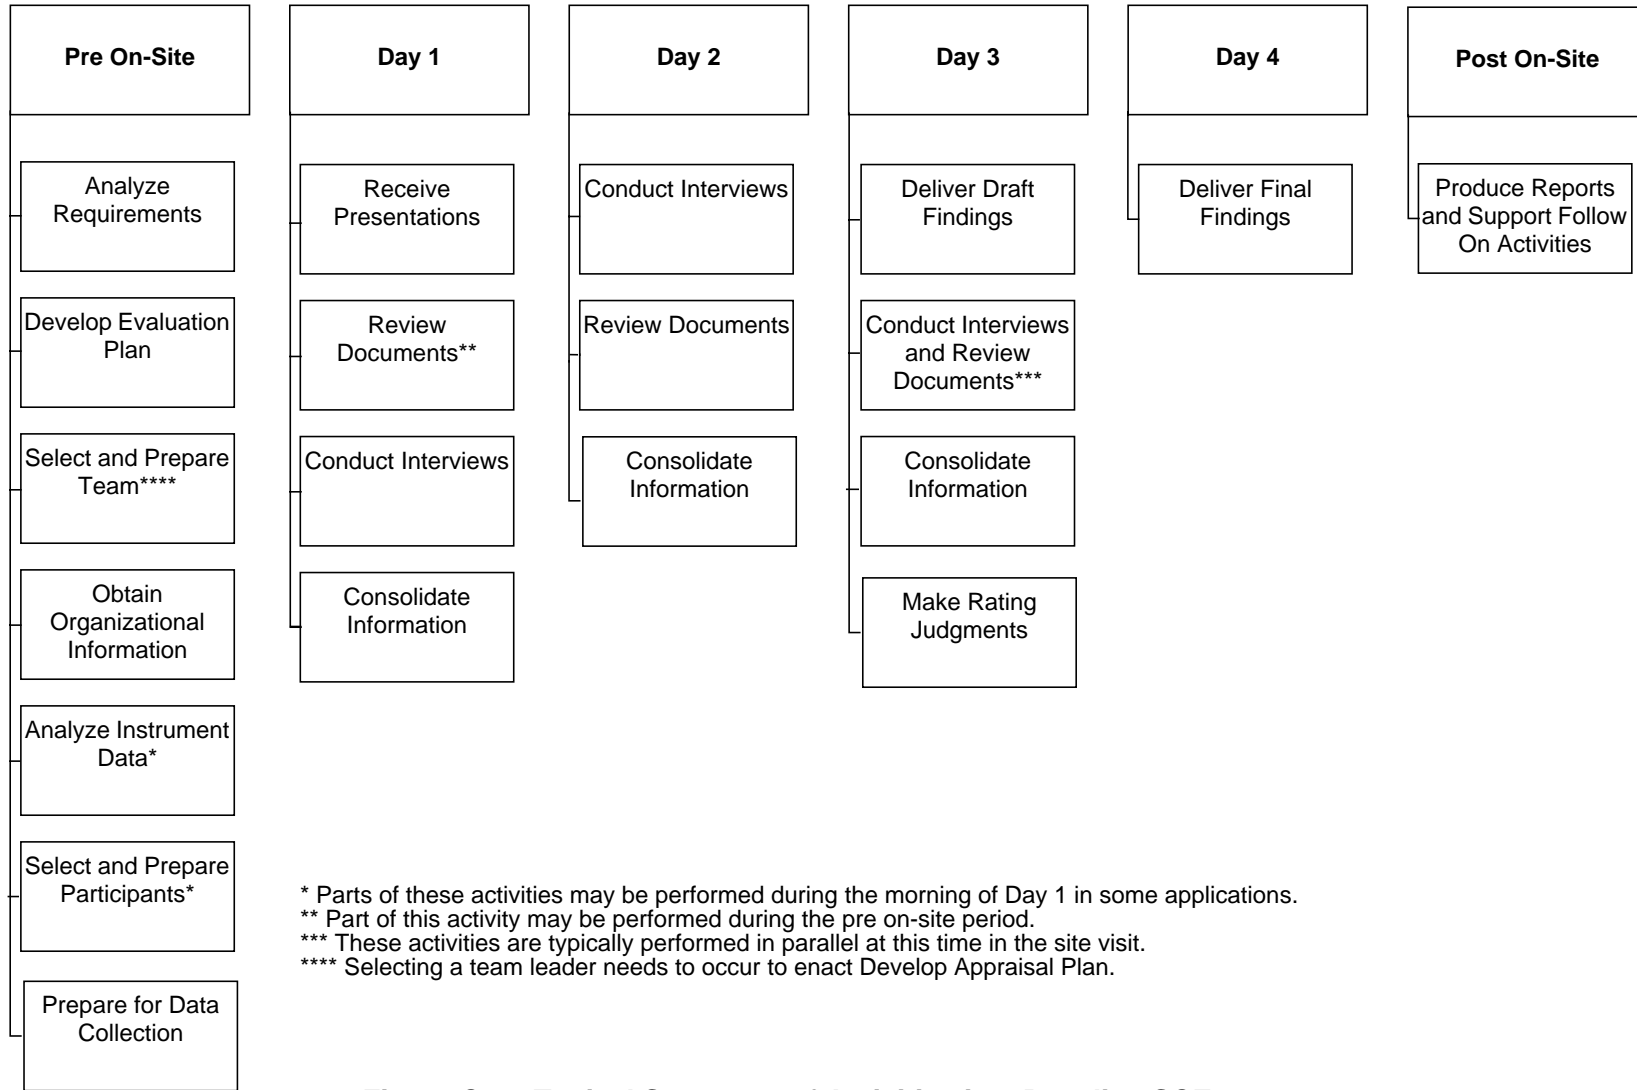 Pre On-Site
Analyze
Requirements
Develop Evaluation
Plan
Select and Prepare
Team****
Obtain
Organizational
Information
Analyze Instrument
Data*
Select and Prepare
Participants*
Prepare for Data
Collection
Day 1
Receive
Presentations
Review
Documents**
Conduct Interviews
Consolidate
Information
Day 2
Conduct Interviews
Review Documents
Consolidate
Information
Day 3
Deliver Draft
Findings
Conduct Interviews
and Review
Documents***
Consolidate
Information
Make Rating
Judgments
Day 4
Deliver Final
Findings
Post On-Site
Produce Reports
and Support Follow
On Activities
* Parts of these activities may be performed during the morning of Day 1 in some applications.
** Part of this activity may be performed during the pre on-site period.
*** These activities are typically performed in parallel at this time in the site visit.
**** Selecting a team leader needs to occur to enact Develop Appraisal Plan.